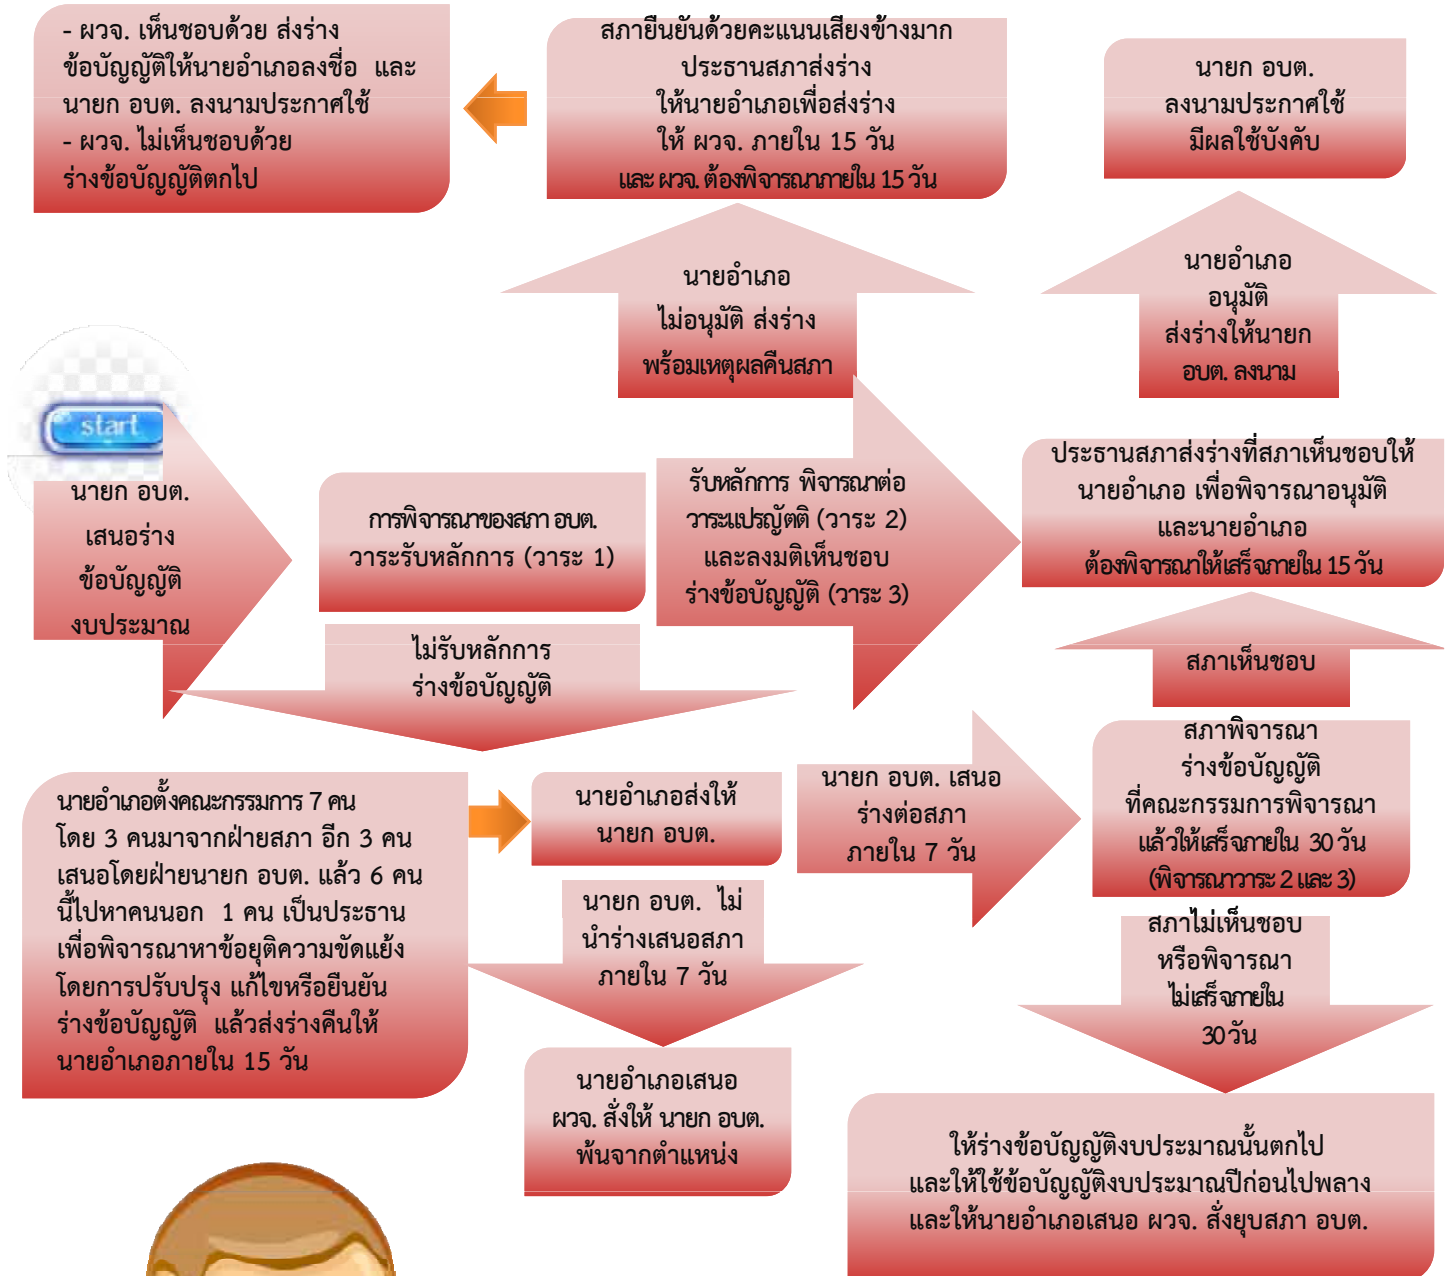 - ผวจ. เห็นชอบด้วย ส่งร่าง
ข้อบัญญัติให้นายอำเภอลงชื่อ และ
นายก อบต. ลงนามประกาศใช้
- ผวจ. ไม่เห็นชอบด้วย
ร่างข้อบัญญัติตกไป
สภายืนยันด้วยคะแนนเสียงข้างมาก
ประธานสภาส่งร่าง
ให้นายอำเภอเพื่อส่งร่าง
ให้ ผวจ. ภายใน 15 วัน
และ ผวจ. ต้องพิจารณาภายใน 15 วัน
นายก อบต.
ลงนามประกาศใช้
มีผลใช้บังคับ
นายอำเภอ
ไม่อนุมัติ ส่งร่าง
พร้อมเหตุผลคืนสภา
นายอำเภอ
อนุมัติ
ส่งร่างให้นายก
อบต. ลงนาม
start
นายก อบต.
เสนอร่าง
ข้อบัญญัติ
งบประมาณ
การพิจารณาของสภา อบต.
วาระรับหลักการ (วาระ 1)
รับหลักการ พิจารณาต่อ
วาระแปรญัตติ (วาระ 2)
และลงมติเห็นชอบ
ร่างข้อบัญญัติ (วาระ 3)
ประธานสภาส่งร่างที่สภาเห็นชอบให้
นายอำเภอ เพื่อพิจารณาอนุมัติ
และนายอำเภอ
ต้องพิจารณาให้เสร็จภายใน 15 วัน
ไม่รับหลักการ
ร่างข้อบัญญัติ
สภาเห็นชอบ
นายอำเภอตั้งคณะกรรมการ 7 คน
โดย 3 คนมาจากฝ่ายสภา อีก 3 คน
เสนอโดยฝ่ายนายก อบต. แล้ว 6 คน
นี้ไปหาคนนอก 1 คน เป็นประธาน
เพื่อพิจารณาหาข้อยุติความขัดแย้ง
โดยการปรับปรุง แก้ไขหรือยืนยัน
ร่างข้อบัญญัติ แล้วส่งร่างคืนให้
นายอำเภอภายใน 15 วัน
นายอำเภอส่งให้
นายก อบต.
นายก อบต. เสนอ
ร่างต่อสภา
ภายใน 7 วัน
สภาพิจารณา
ร่างข้อบัญญัติ
ที่คณะกรรมการพิจารณา
แล้วให้เสร็จภายใน 30 วัน
(พิจารณาวาระ 2 และ 3)
นายก อบต. ไม่
นำร่างเสนอสภา
ภายใน 7 วัน
สภาไม่เห็นชอบ
หรือพิจารณา
ไม่เสร็จภายใน
30 วัน
นายอำเภอเสนอ
ผวจ. สั่งให้ นายก อบต.
พ้นจากตำแหน่ง
ให้ร่างข้อบัญญัติงบประมาณนั้นตกไป
และให้ใช้ข้อบัญญัติงบประมาณปีก่อนไปพลาง
และให้นายอำเภอเสนอ ผวจ. สั่งยุบสภา อบต.